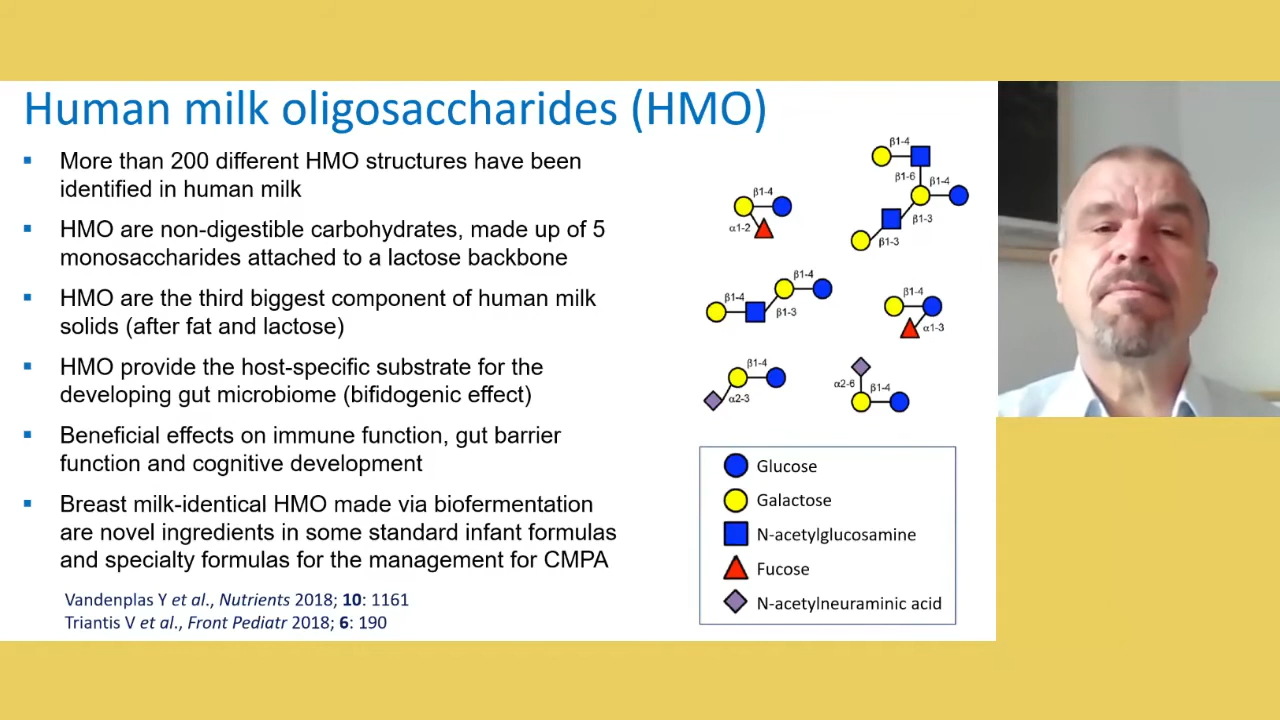 Human milk oligosaccharides (HMO)
More than 200 different HMO structures have been
identified in human milk
HMO are non-digestible carbohydrates, made up of 5
monosaccharides attached to a lactose backbone
HMO are the third biggest component of human milk
solids (after fat and lactose)
HMO provide the host-specific substrate for the
developing gut microbiome (bifidogenic effect)
Beneficial effects on immune function, gut barrier
function and cognitive development
Breast milk-identical HMO made via biofermentation
are novel ingredients in some standard infant formulas
and specialty formulas for the management for CMPA
Vandenplas Y et al., Nutrients 2018; 10: 1161
Triantis V et al., Front Pediatr 2018; 6: 190
β1-4
β1-6
β1-4
β1-3
β1-3
β1-4
α1-2
β1-4
β1-4
β1-3
β1-4
α1-3
β1-4
α2-3
α2-6
β1-4
Glucose
Galactose
N-acetylglucosamine
Fucose
N-acetylneuraminic acid